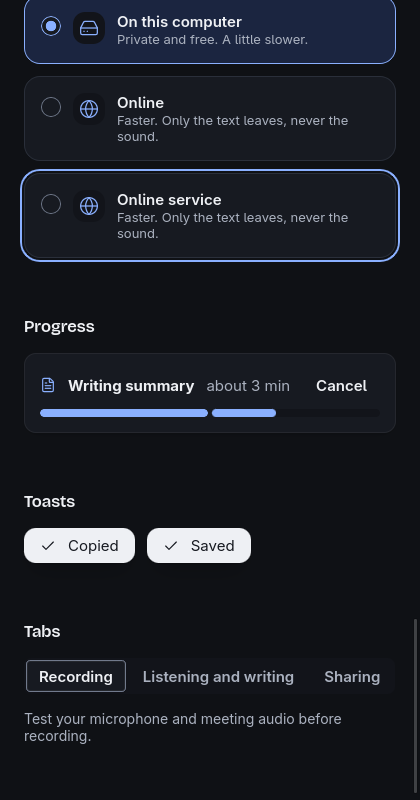 On this computer
Private and free. A little slower.
Online
Faster. Only the text leaves, never the
sound.
Online service
Faster. Only the text leaves, never the
sound.
Progress
Writing summary about 3 min Cancel
Toasts
Copied Saved
Tabs
Recording Listening and writing Sharing
Test your microphone and meeting audio before
recording.